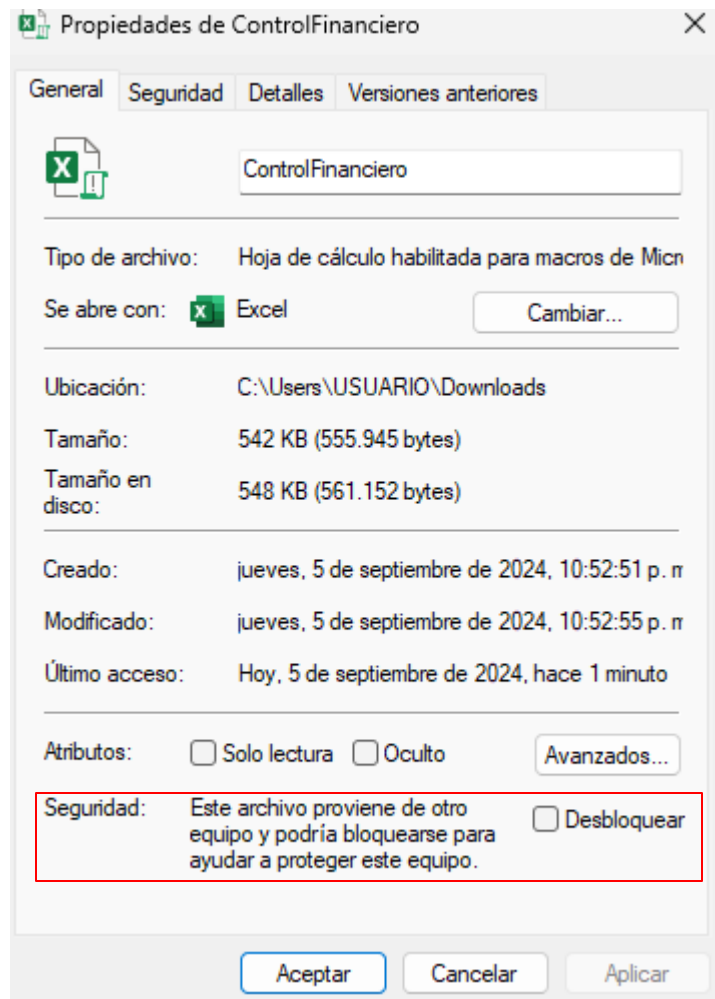 Propiedades de ControlFinanciero
General Seguridad Detalles Versiones anteriores
ControlFinanciero
Tipo de archivo: Hoja de cálculo habilitada para macros de Micr
Se abre con: Excel Cambiar...
Ubicación: C:\Users\USUARIO\Downloads
Tamaño: 542 KB (555.945 bytes)
Tamaño en
disco: 548 KB (561.152 bytes)
Creado: jueves, 5 de septiembre de 2024, 10:52:51 p. m
Modificado: jueves, 5 de septiembre de 2024, 10:52:55 p. m
Último acceso: Hoy, 5 de septiembre de 2024, hace 1 minuto
Atributos: Solo lectura Oculto Avanzados...
Seguridad: Este archivo proviene de otro
equipo y podría bloquearse para
ayudar a proteger este equipo.
Desbloquear
Aceptar Cancelar Aplicar